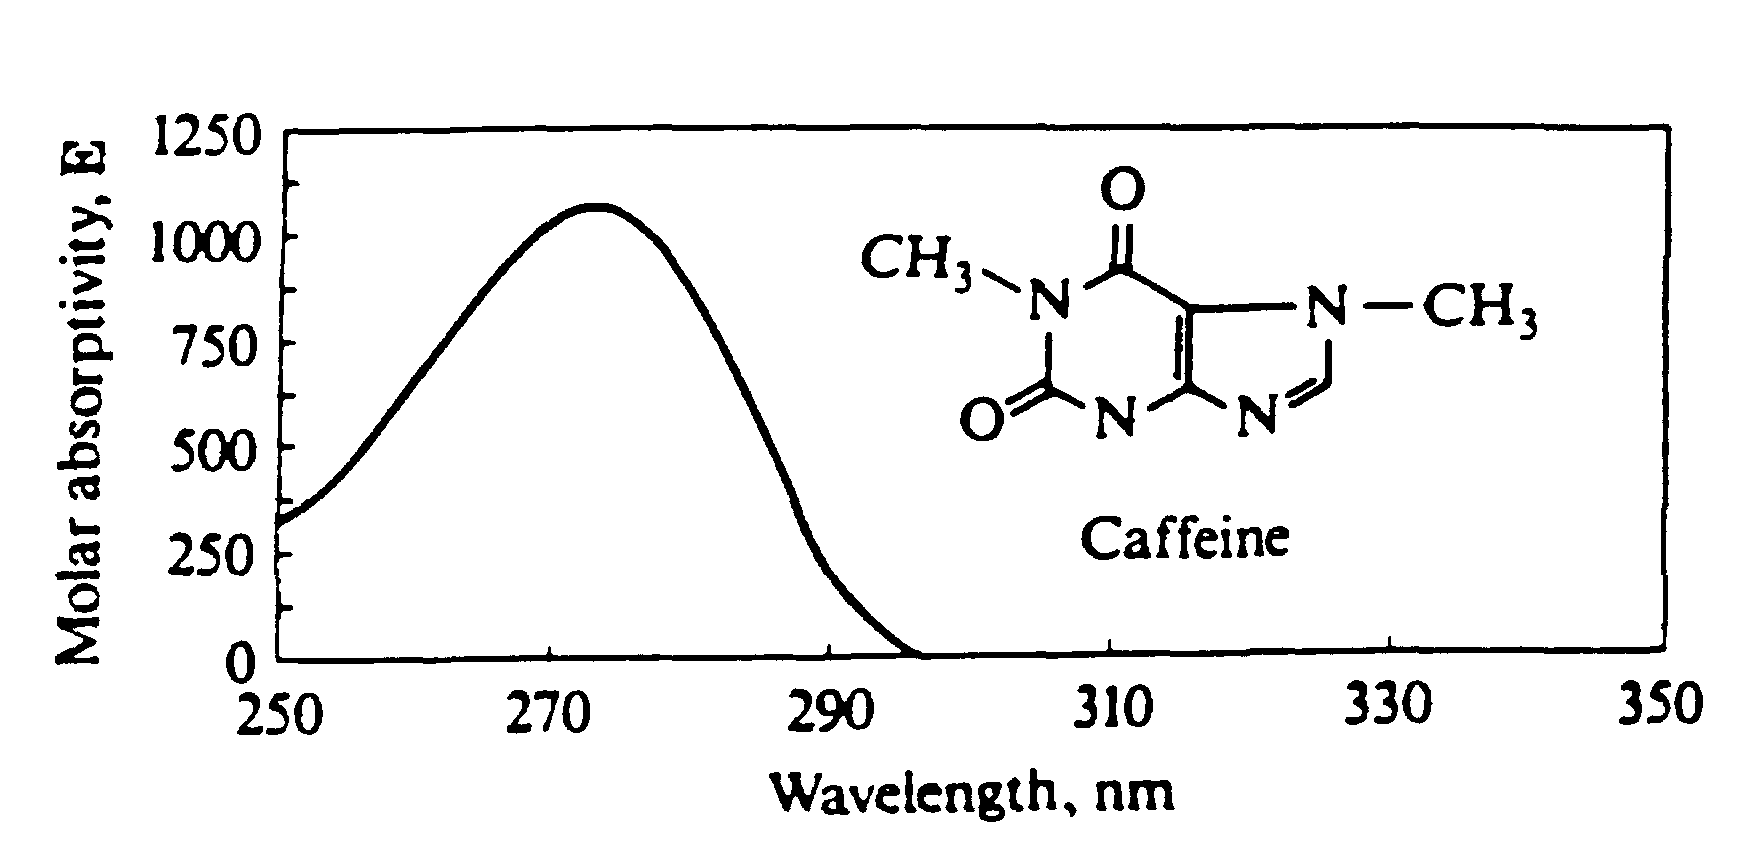 Molar absorptivity, E
1250
1000
750
500
250
0
250 270 290 310 330 350
Wavelength, nm
O
CH₃
N
N
CH₃
O
N
N
Caffeine